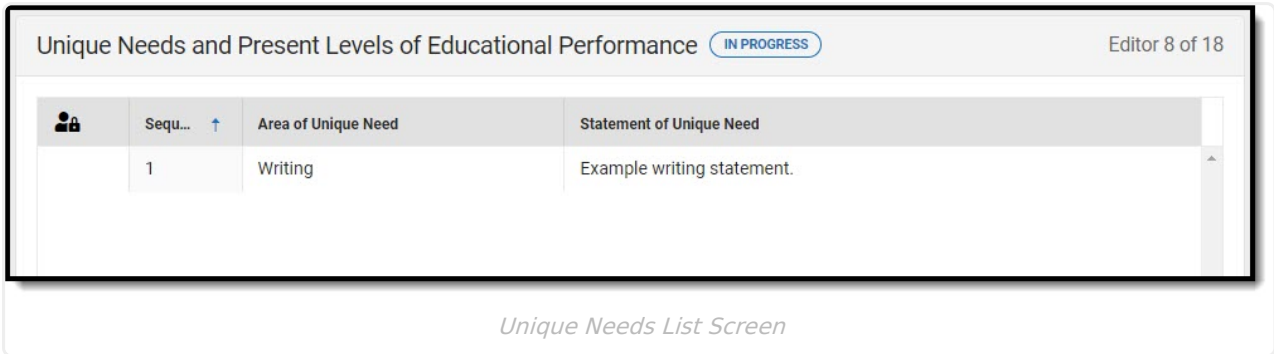 Unique Needs and Present Levels of Educational Performance IN PROGRESS Editor 8 of 18
Sequ... Area of Unique Need Statement of Unique Need
1 Writing Example writing statement.
Unique Needs List Screen